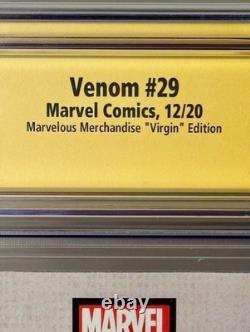 Venom #29
Marvel Comics, 12/20
Marvelous Merchandise "Virgin" Edition
MARVEL